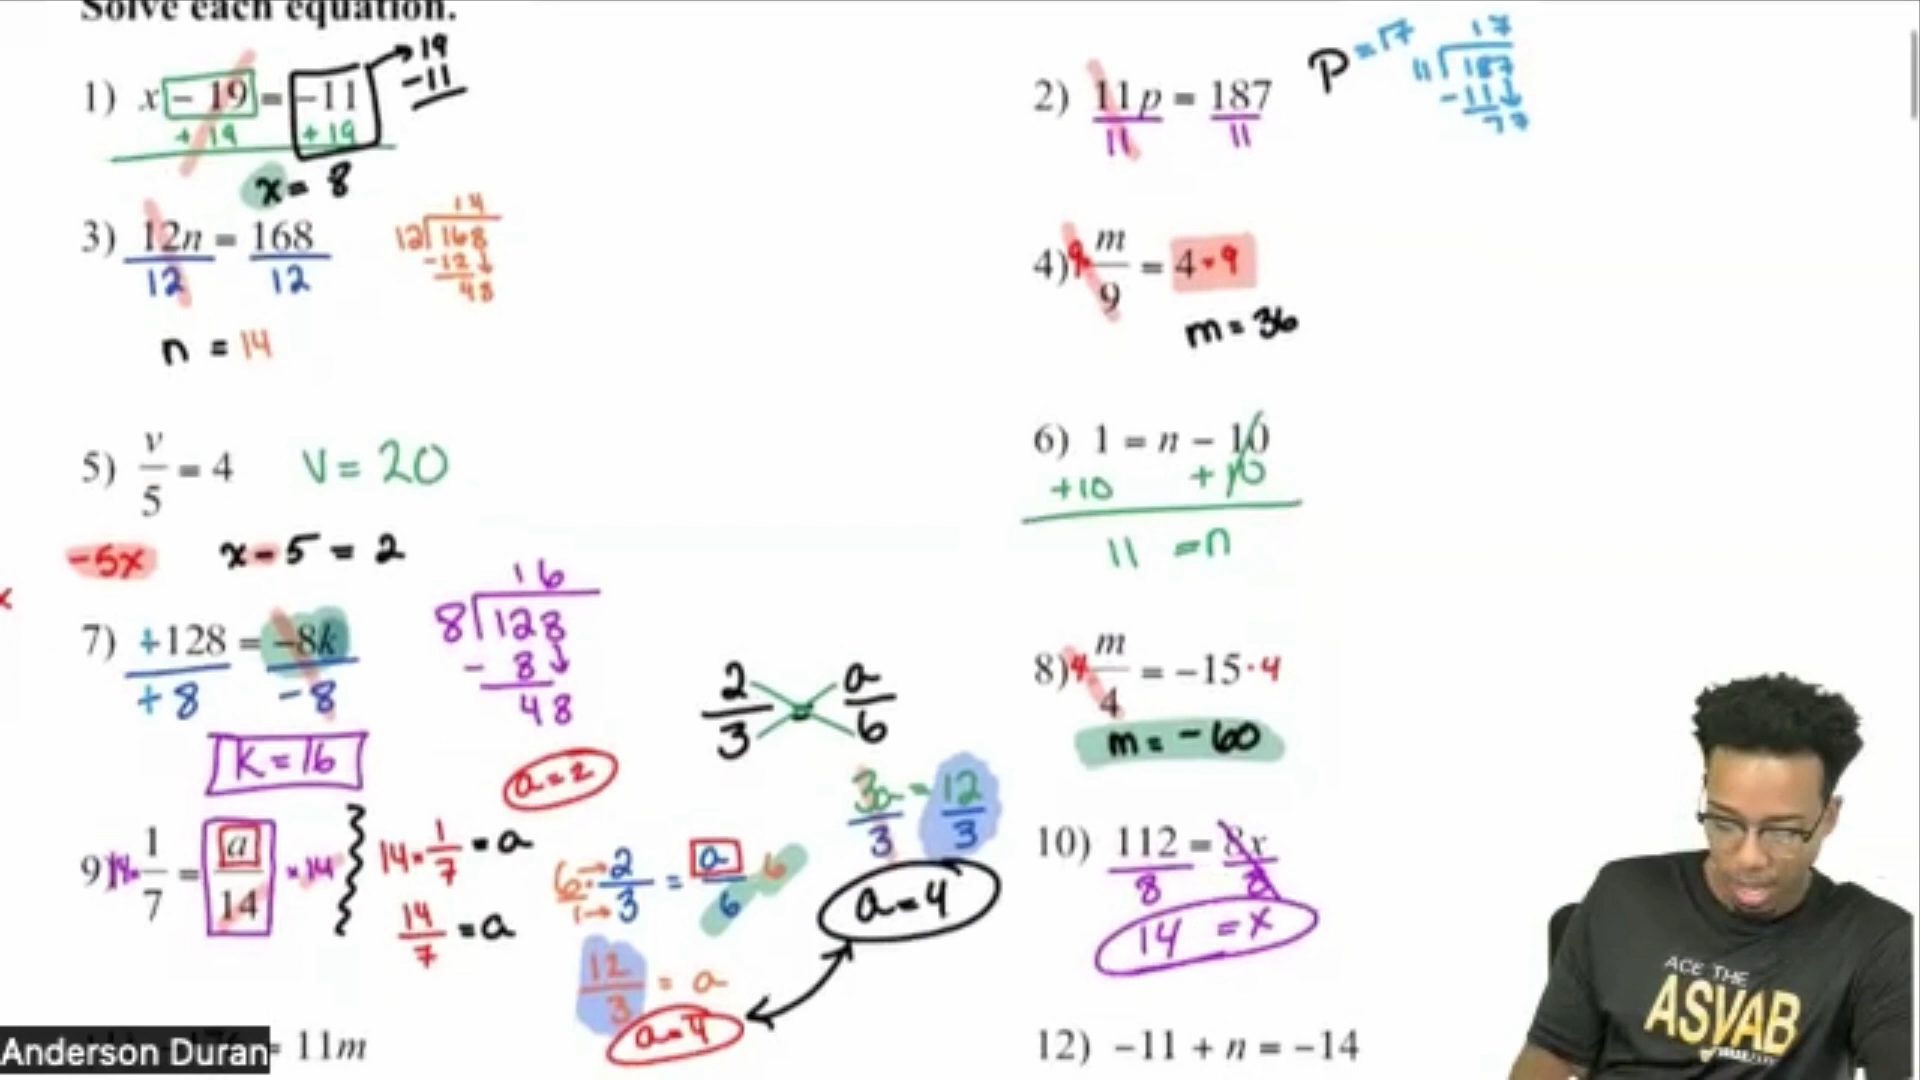 Solve each equation.
1) x - 19 = -11
+ 19 + 19
19
-11
x = 8
2) 11p = 187
11 11
P = 17
17
11 187
-11
77
3) 12n = 168
12 12
14
12 168
-12
48
n = 14
4) 9· m/9 = 4 · 9
m = 36
5) v/5 = 4
V = 20
6) 1 = n - 10
+10 +10
11 = n
-5x
x - 5 = 2
x
7) +128 = -8k
+8 -8
16
8 128
- 8
48
K = 16
8) 4 m/4 = -15 · 4
m = -60
2/3 = a/6
3a = 12
3 3
a = 4
a = 2
9) 14· 1/7 = a/14 · 14
14 · 1/7 = a
14/7 = a
6 → 2 = a 6
1 → 3 6
12/3 = a
a = 4
10) 112 = 8x
8 8
14 = x
= 11m
12) -11 + n = -14
Anderson Duran
ACE THE
ASVAB